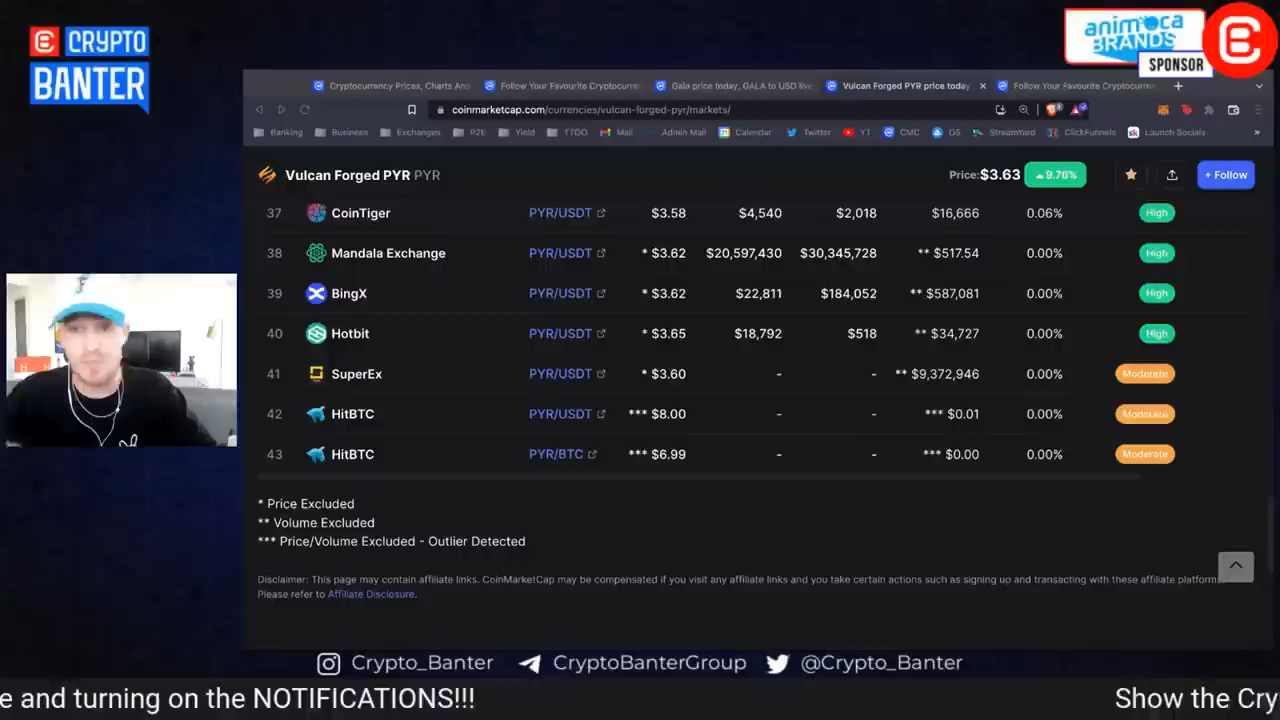 CRYPTO
BANTER
animoca
BRANDS
SPONSOR
Cryptocurrency Prices, Charts An
Follow Your Favourite Cryptocurr
Gala price today, GALA to USD live
Vulcan Forged PYR price today
Follow Your Favourite Cryptocurr
coinmarketcap.com/currencies/vulcan-forged-pyr/markets/
Banking Business Exchanges P2E Yield TTDO Mail Admin Mail Calendar Twitter YT CMC DS StreamYard ClickFunnels Launch Socials »
Vulcan Forged PYR PYR Price: $3.63 9.76% + Follow
37 CoinTiger PYR/USDT $3.58 $4,540 $2,018 $16,666 0.06% High
38 Mandala Exchange PYR/USDT * $3.62 $20,597,430 $30,345,728 ** $517.54 0.00% High
39 BingX PYR/USDT * $3.62 $22,811 $184,052 ** $587,081 0.00% High
40 Hotbit PYR/USDT * $3.65 $18,792 $518 ** $34,727 0.00% High
41 SuperEx PYR/USDT * $3.60 - - ** $9,372,946 0.00% Moderate
42 HitBTC PYR/USDT *** $8.00 - - *** $0.01 0.00% Moderate
43 HitBTC PYR/BTC *** $6.99 - - *** $0.00 0.00% Moderate
* Price Excluded
** Volume Excluded
*** Price/Volume Excluded - Outlier Detected
Disclaimer: This page may contain affiliate links. CoinMarketCap may be compensated if you visit any affiliate links and you take certain actions such as signing up and transacting with these affiliate platforms.
Please refer to Affiliate Disclosure.
Crypto_Banter CryptoBanterGroup @Crypto_Banter
e and turning on the NOTIFICATIONS!!! Show the Cry